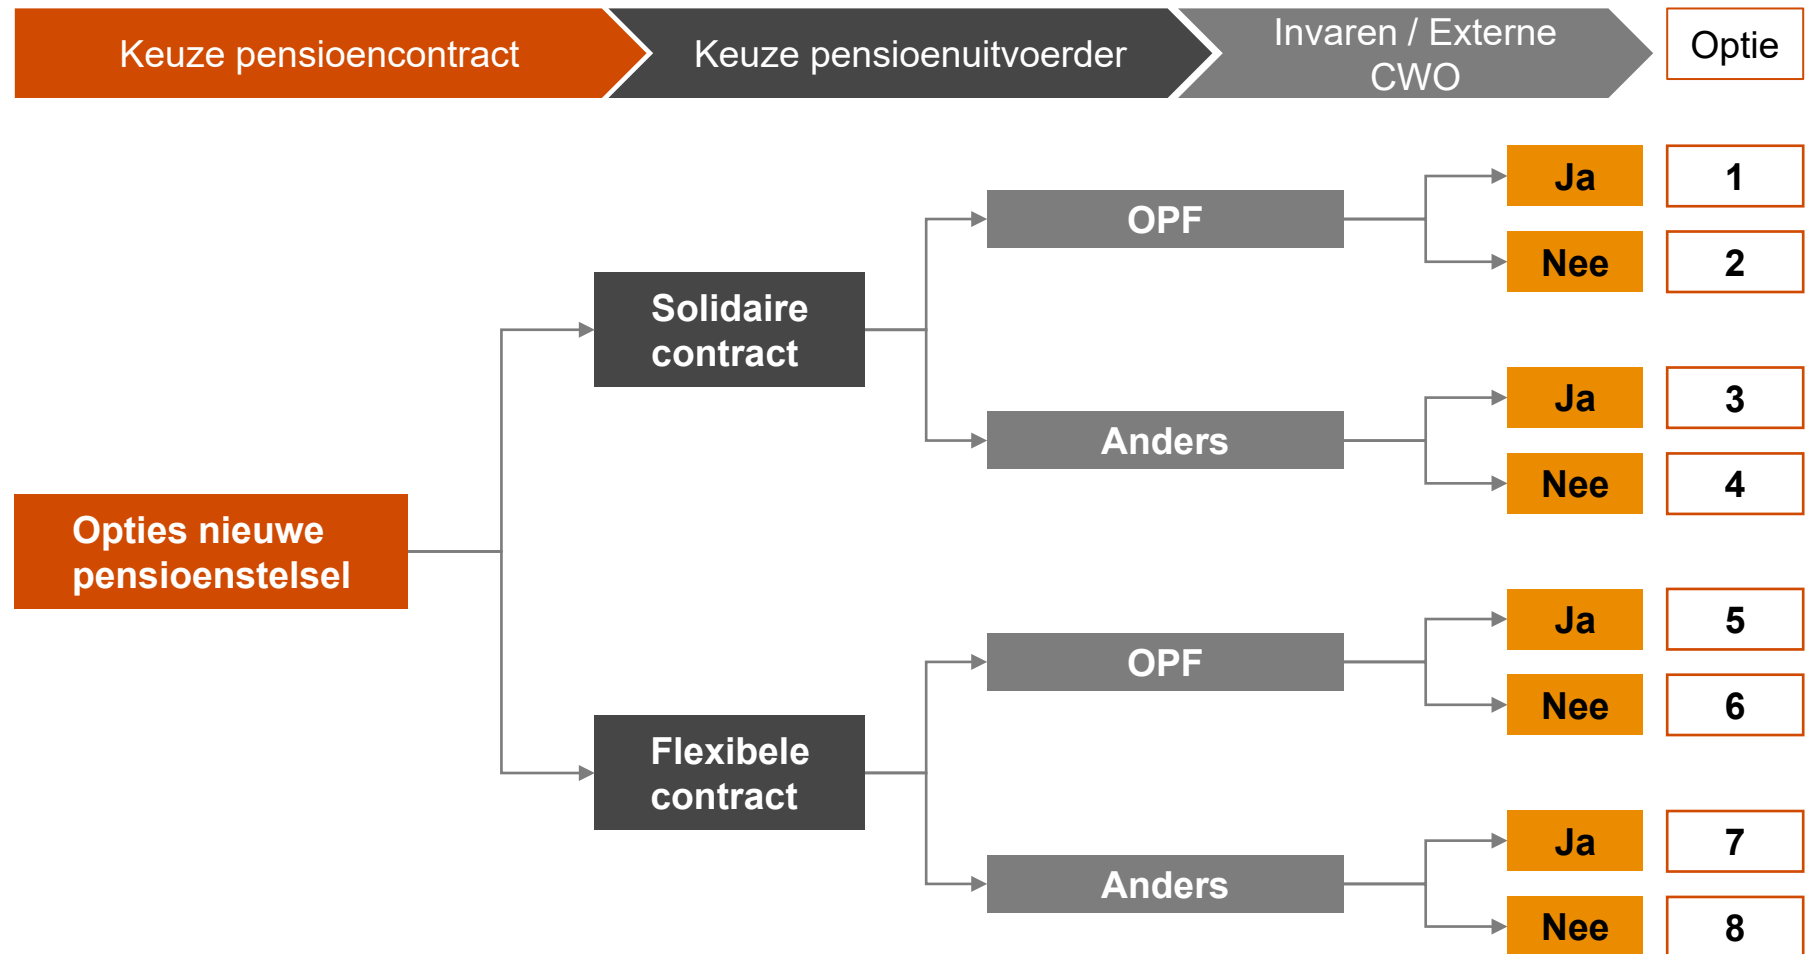 Keuze pensioencontract
Keuze pensioenuitvoerder
Invaren / Externe
CWO
Optie
Ja
1
OPF
Nee
2
Solidaire
contract
Ja
3
Anders
Nee
4
Opties nieuwe
pensioenstelsel
Ja
5
OPF
Nee
6
Flexibele
contract
Ja
7
Anders
Nee
8